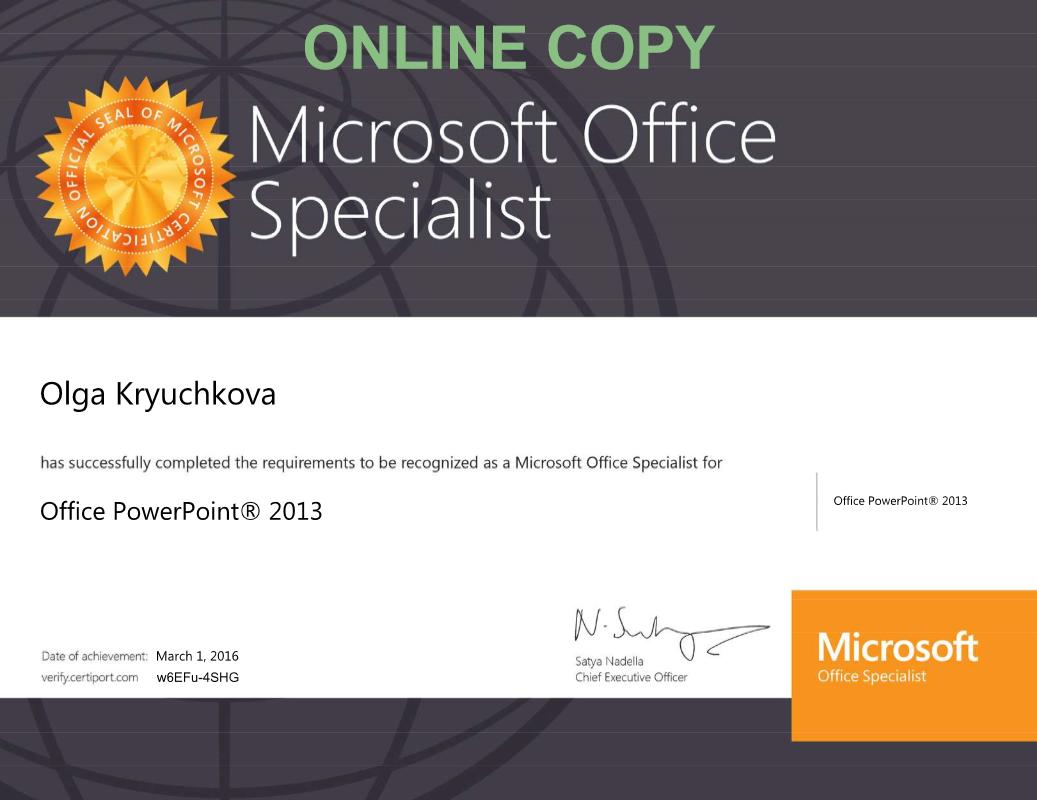 ONLINE COPY
OFFICIAL SEAL OF MICROSOFT CERTIFICATION
Microsoft Office
Specialist
Olga Kryuchkova
has successfully completed the requirements to be recognized as a Microsoft Office Specialist for
Office PowerPoint® 2013
Office PowerPoint® 2013
N. Satya
Date of achievement: March 1, 2016
verify.certiport.com w6EFu-4SHG
Satya Nadella
Chief Executive Officer
Microsoft
Office Specialist